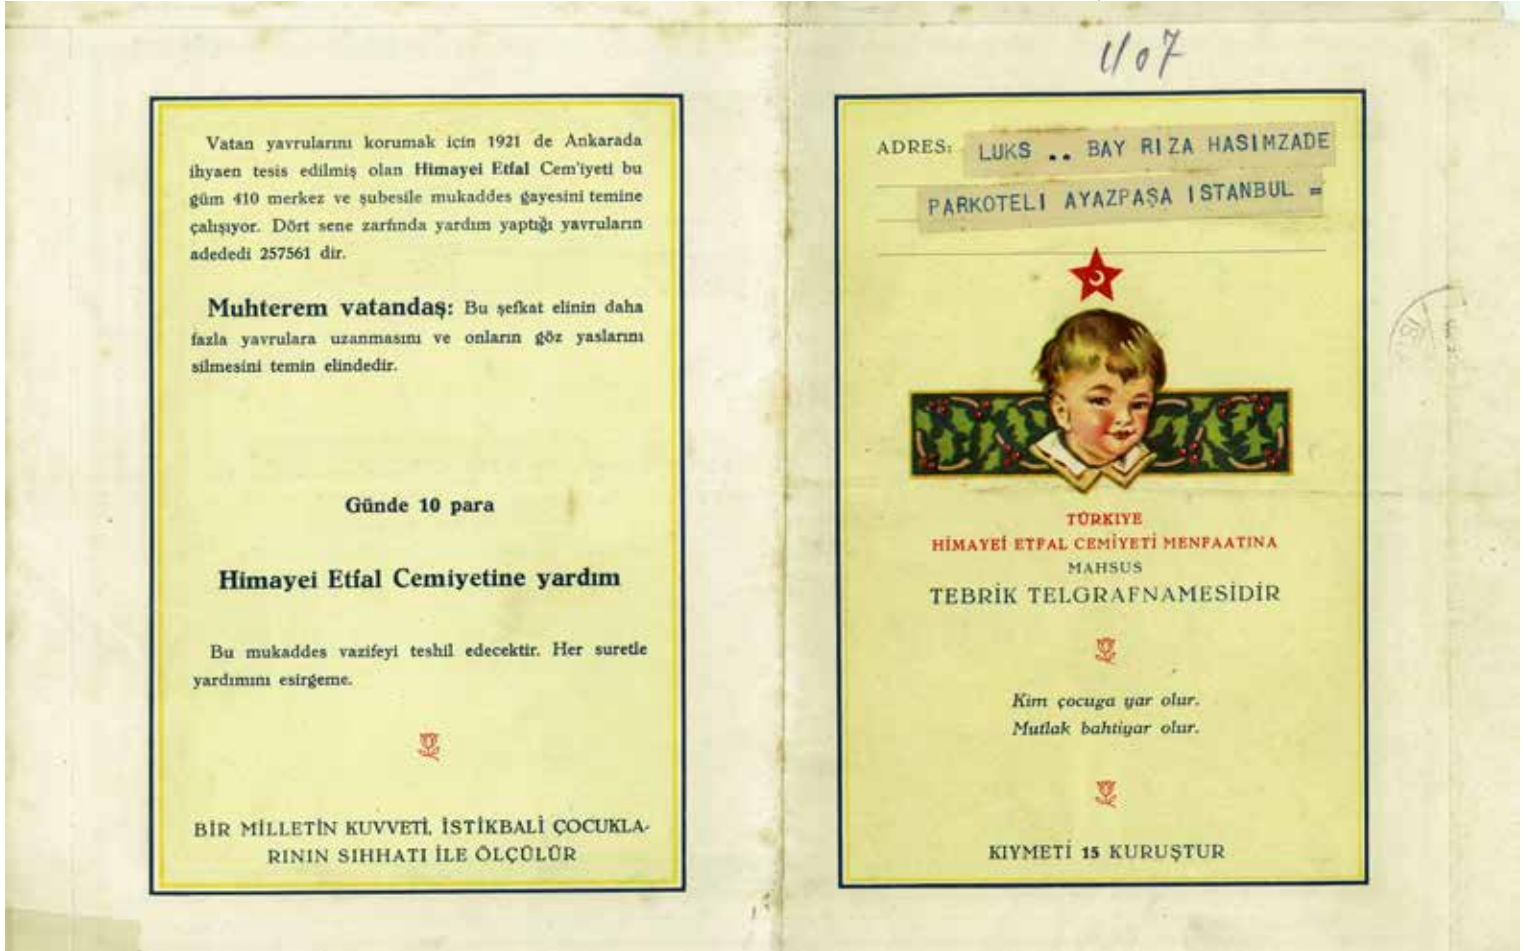 Vatan yavrularını korumak icin 1921 de Ankarada
ihyaen tesis edilmiş olan Himayei Etfal Cem'iyeti bu
güm 410 merkez ve şubesile mukaddes gayesini temine
çalışıyor. Dört sene zarfında yardım yaptığı yavruların
adededi 257561 dir.
Muhterem vatandaş: Bu şefkat elinin daha
fazla yavrulara uzanmasını ve onların göz yaslarını
silmesini temin elindedir.
Günde 10 para
Himayei Etfal Cemiyetine yardım
Bu mukaddes vazifeyi teshil edecektir. Her suretle
yardımını esirgeme.
BİR MİLLETİN KUVVETİ, İSTİKBALİ ÇOCUKLA-
RININ SIHHATI İLE ÖLÇÜLÜR
1107
ADRES: LUKS .. BAY RIZA HASIMZADE
PARKOTELI AYAZPAŞA ISTANBUL =
TÜRKIYE
HİMAYEİ ETFAL CEMİYETİ MENFAATINA
MAHSUS
TEBRİK TELGRAFNAMESİDİR
Kim çocuga yar olur.
Mutlak bahtiyar olur.
KIYMETİ 15 KURUŞTUR